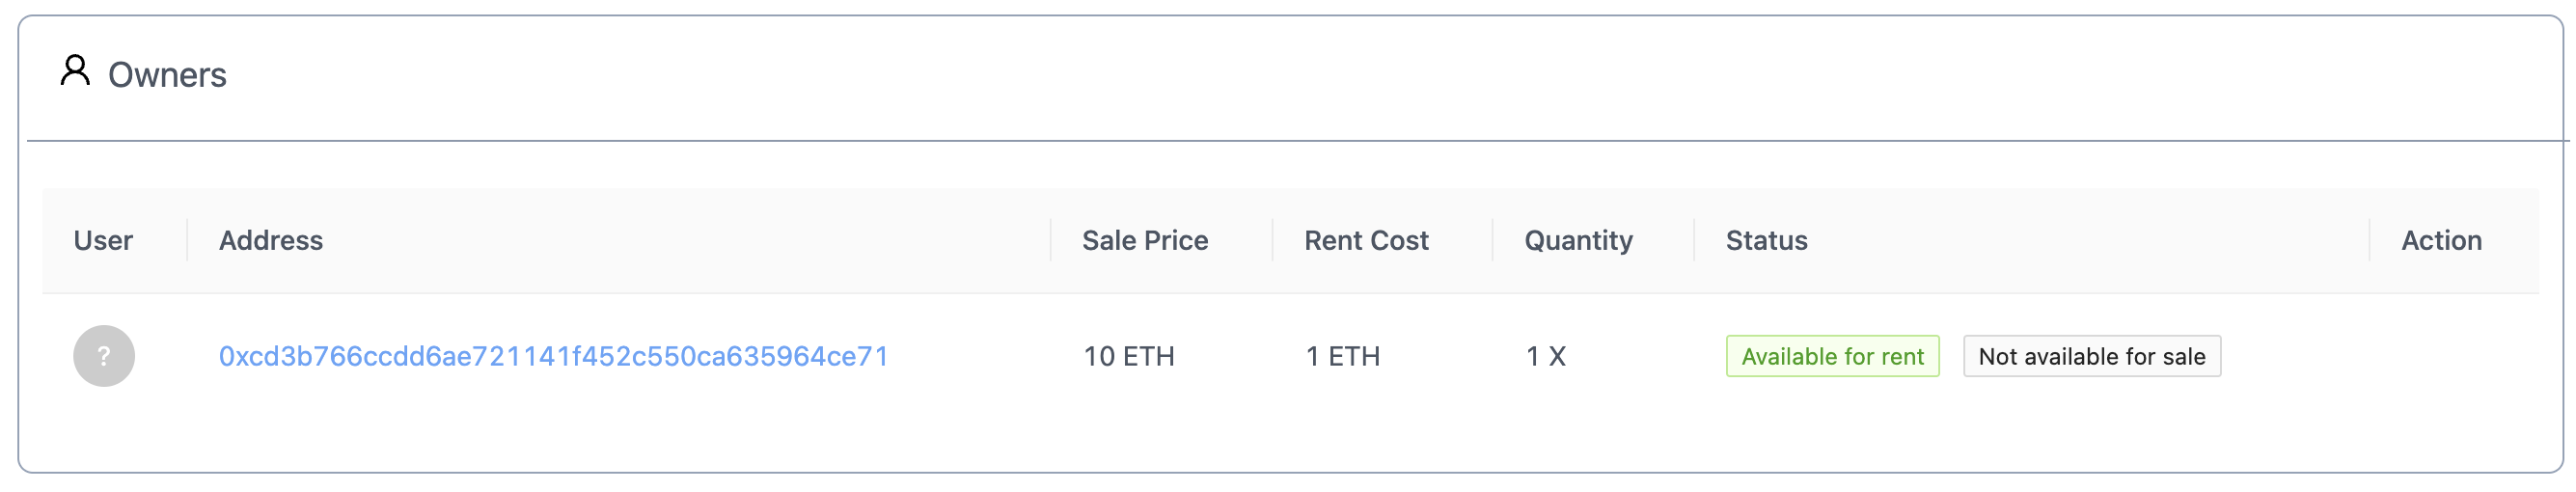 Owners
User Address Sale Price Rent Cost Quantity Status Action
? 0xcd3b766ccdd6ae721141f452c550ca635964ce71 10 ETH 1 ETH 1 X Available for rent Not available for sale